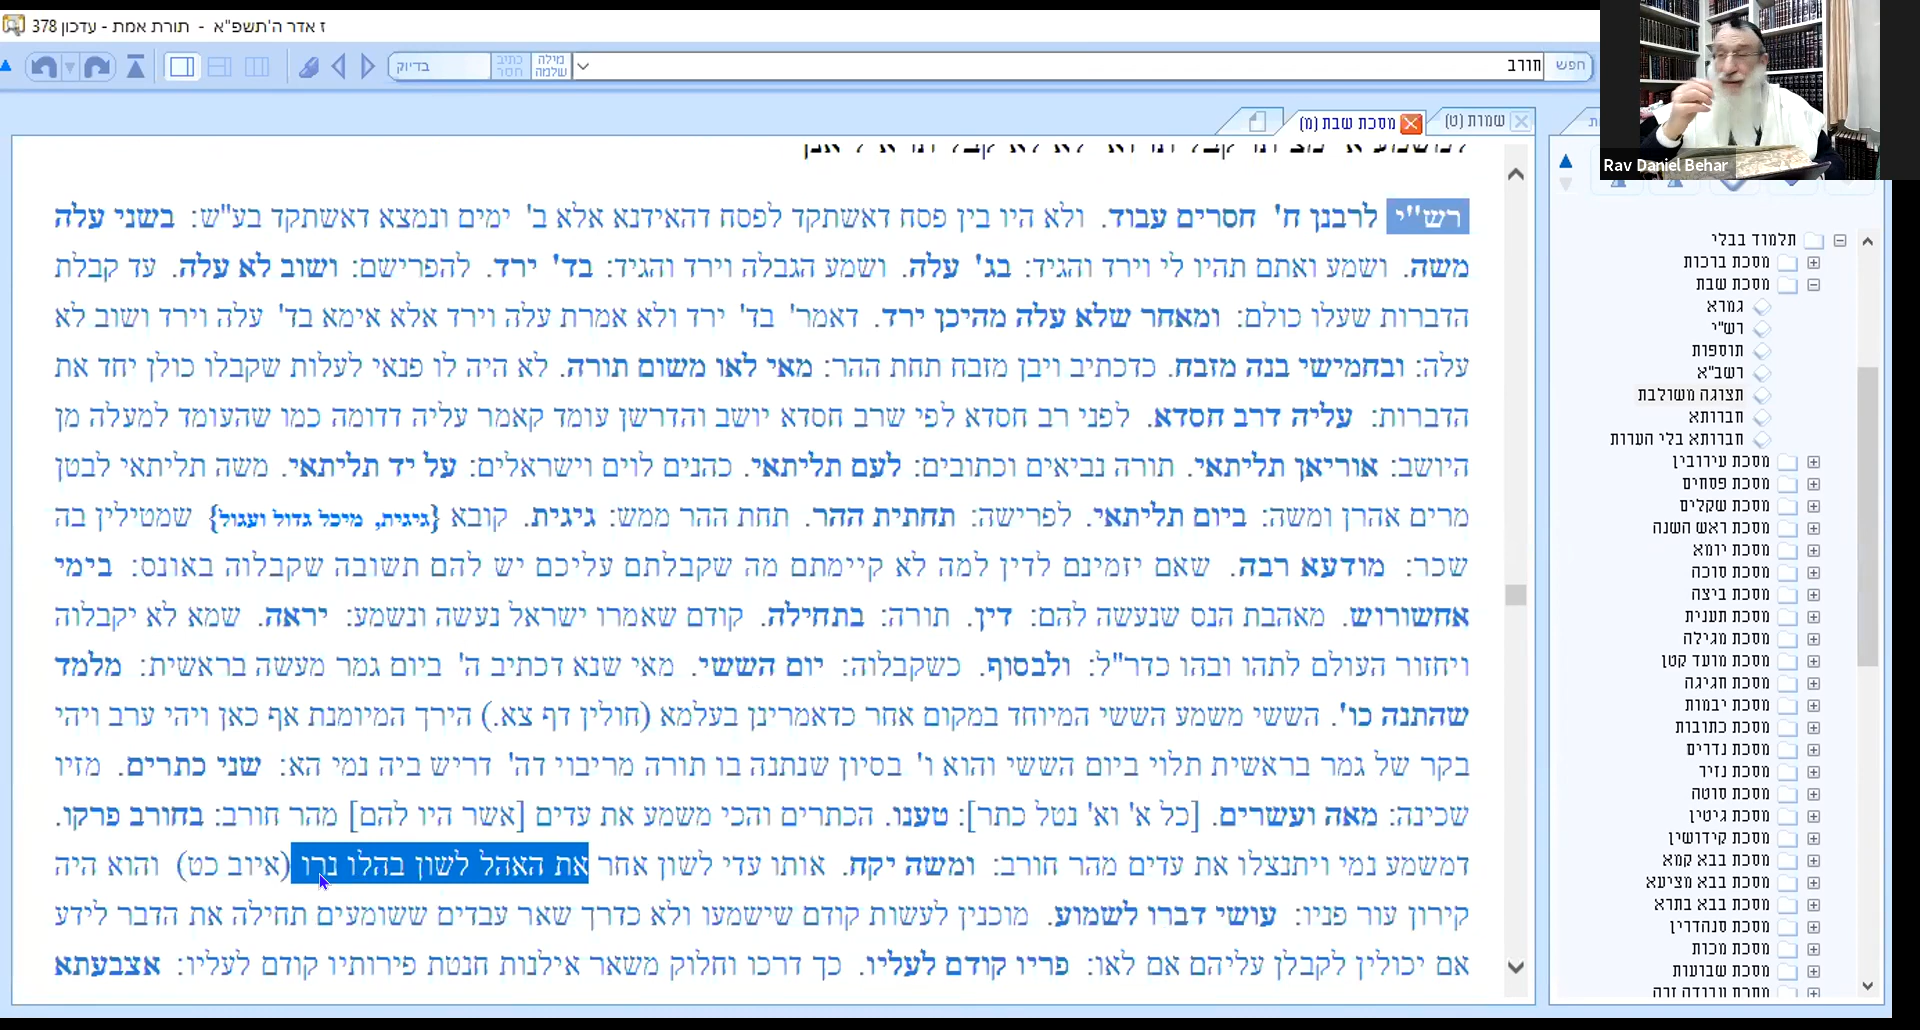 ז אדר ה'תשפ"א - תורת אמת - עדכון 378
חפש
חורב
מילה שלמה
כתיב חסר
בדיוק
שמות (ט)
מסכת שבת (מ)
Rav Daniel Behar
רש"י לרבנן ח' חסרים עבוד. ולא היו בין פסח דאשתקד לפסח דהאידנא אלא ב' ימים ונמצא דאשתקד בע"ש: בשני עלה
משה. ושמע ואתם תהיו לי וירד והגיד: בג' עלה. ושמע הגבלה וירד והגיד: בד' ירד. להפרישם: ושוב לא עלה. עד קבלת
הדברות שעלו כולם: ומאחר שלא עלה מהיכן ירד. דאמר' בד' ירד ולא אמרת עלה וירד אלא אימא בד' עלה וירד ושוב לא
עלה: ובחמישי בנה מזבח. כדכתיב ויבן מזבח תחת ההר: מאי לאו משום תורה. לא היה לו פנאי לעלות שקבלו כולן יחד את
הדברות: עליה דרב חסדא. לפני רב חסדא לפי שרב חסדא יושב והדרשן עומד קאמר עליה דדומה כמו שהעומד למעלה מן
היושב: אוריאן תליתאי. תורה נביאים וכתובים: לעם תליתאי. כהנים לוים וישראלים: על יד תליתאי. משה תליתאי לבטן
מרים אהרן ומשה: ביום תליתאי. לפרישה: תחתית ההר. תחת ההר ממש: גיגית. קובא {גיגית, מיכל גדול ועגול} שמטילין בה
שכר: מודעא רבה. שאם יזמינם לדין למה לא קיימתם מה שקבלתם עליכם יש להם תשובה שקבלוה באונס: בימי
אחשורוש. מאהבת הנס שנעשה להם: דין. תורה: בתחילה. קודם שאמרו ישראל נעשה ונשמע: יראה. שמא לא יקבלוה
ויחזור העולם לתהו ובהו כדר"ל: ולבסוף. כשקבלוה: יום הששי. מאי שנא דכתיב ה' ביום גמר מעשה בראשית: מלמד
שהתנה כו'. הששי משמע הששי המיוחד במקום אחר כדאמרינן בעלמא (חולין דף צא.) הירך המיומנת אף כאן ויהי ערב ויהי
בקר של גמר בראשית תלוי ביום הששי והוא ו' בסיון שנתנה בו תורה מריבוי דה' דריש ביה נמי הא: שני כתרים. מזיו
שכינה: מאה ועשרים. [כל א' וא' נטל כתר]: טענו. הכתרים והכי משמע את עדים [אשר היו להם] מהר חורב: בחורב פרקו.
דמשמע נמי ויתנצלו את עדים מהר חורב: ומשה יקח. אותו עדי לשון אחר את האהל לשון בהלו נרו (איוב כט) והוא היה
קירון עור פניו: עושי דברו לשמוע. מוכנין לעשות קודם שישמעו ולא כדרך שאר עבדים ששומעים תחילה את הדבר לידע
אם יכולין לקבלן עליהם אם לאו: פריו קודם לעליו. כך דרכו וחלוק משאר אילנות חנטת פירותיו קודם לעליו: אצבעתא
תלמוד בבלי
מסכת ברכות
מסכת שבת
גמרא
רש"י
תוספות
רשב"א
תצוגה משולבת
חברותא
חברותא בלי הערות
מסכת עירובין
מסכת פסחים
מסכת שקלים
מסכת ראש השנה
מסכת יומא
מסכת סוכה
מסכת ביצה
מסכת תענית
מסכת מגילה
מסכת מועד קטן
מסכת חגיגה
מסכת יבמות
מסכת כתובות
מסכת נדרים
מסכת נזיר
מסכת סוטה
מסכת גיטין
מסכת קידושין
מסכת בבא קמא
מסכת בבא מציעא
מסכת בבא בתרא
מסכת סנהדרין
מסכת מכות
מסכת שבועות
מסכת עבודה זרה